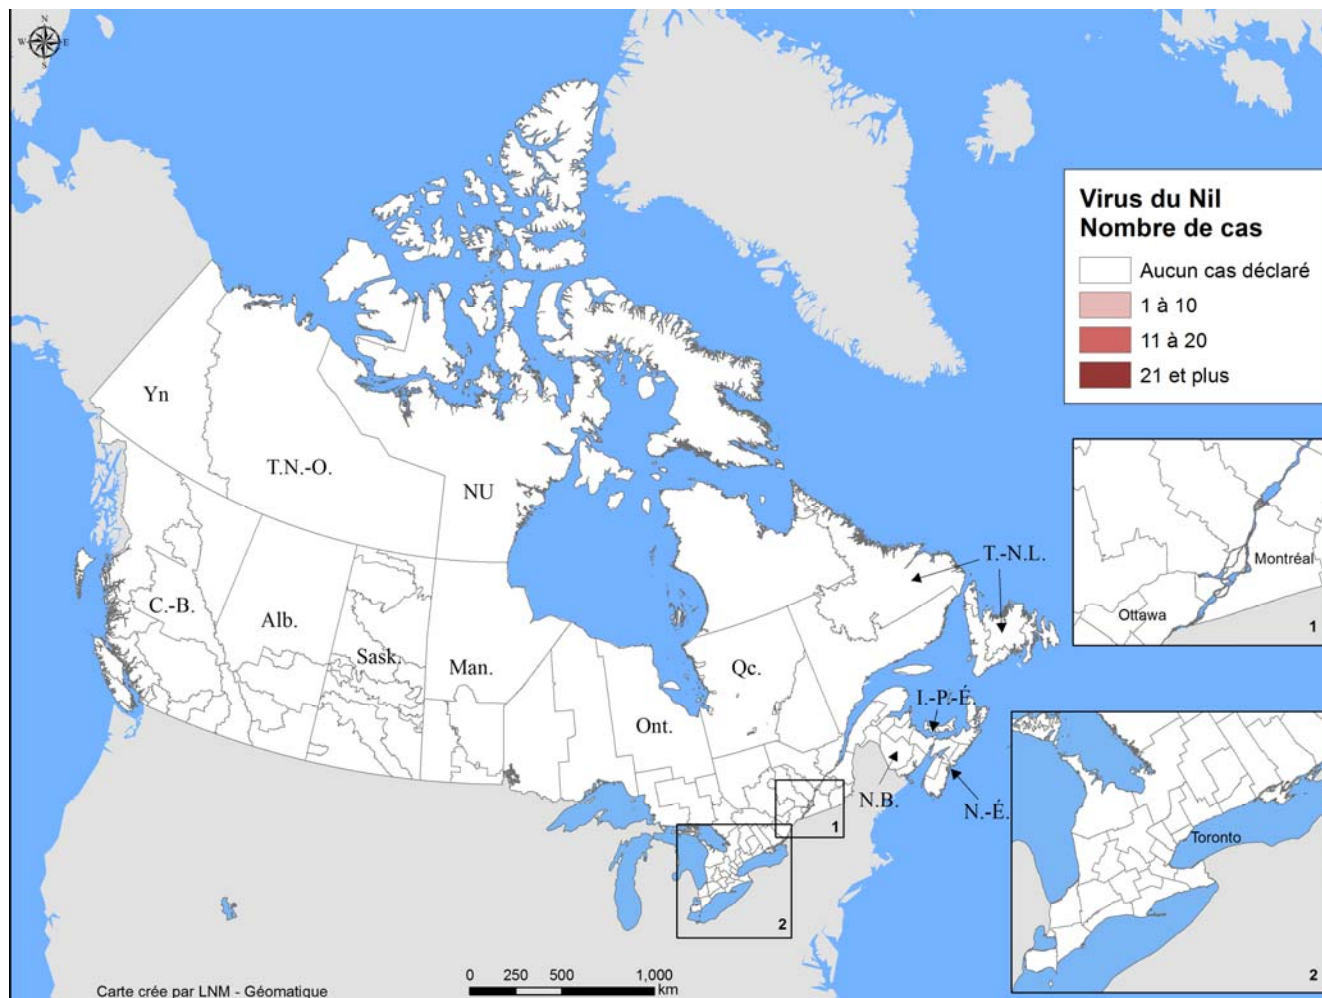 N
W E
S
Virus du Nil
Nombre de cas
Aucun cas déclaré
1 à 10
11 à 20
21 et plus
Yn
T.N.-O.
NU
T.-N.L.
C.-B.
Alb.
Sask.
Man.
Ont.
Qc.
I.-P.-É.
N.B.
N.-É.
1
2
Montréal
Ottawa
1
Toronto
2
0 250 500 1,000
km
Carte crée par LNM - Géomatique